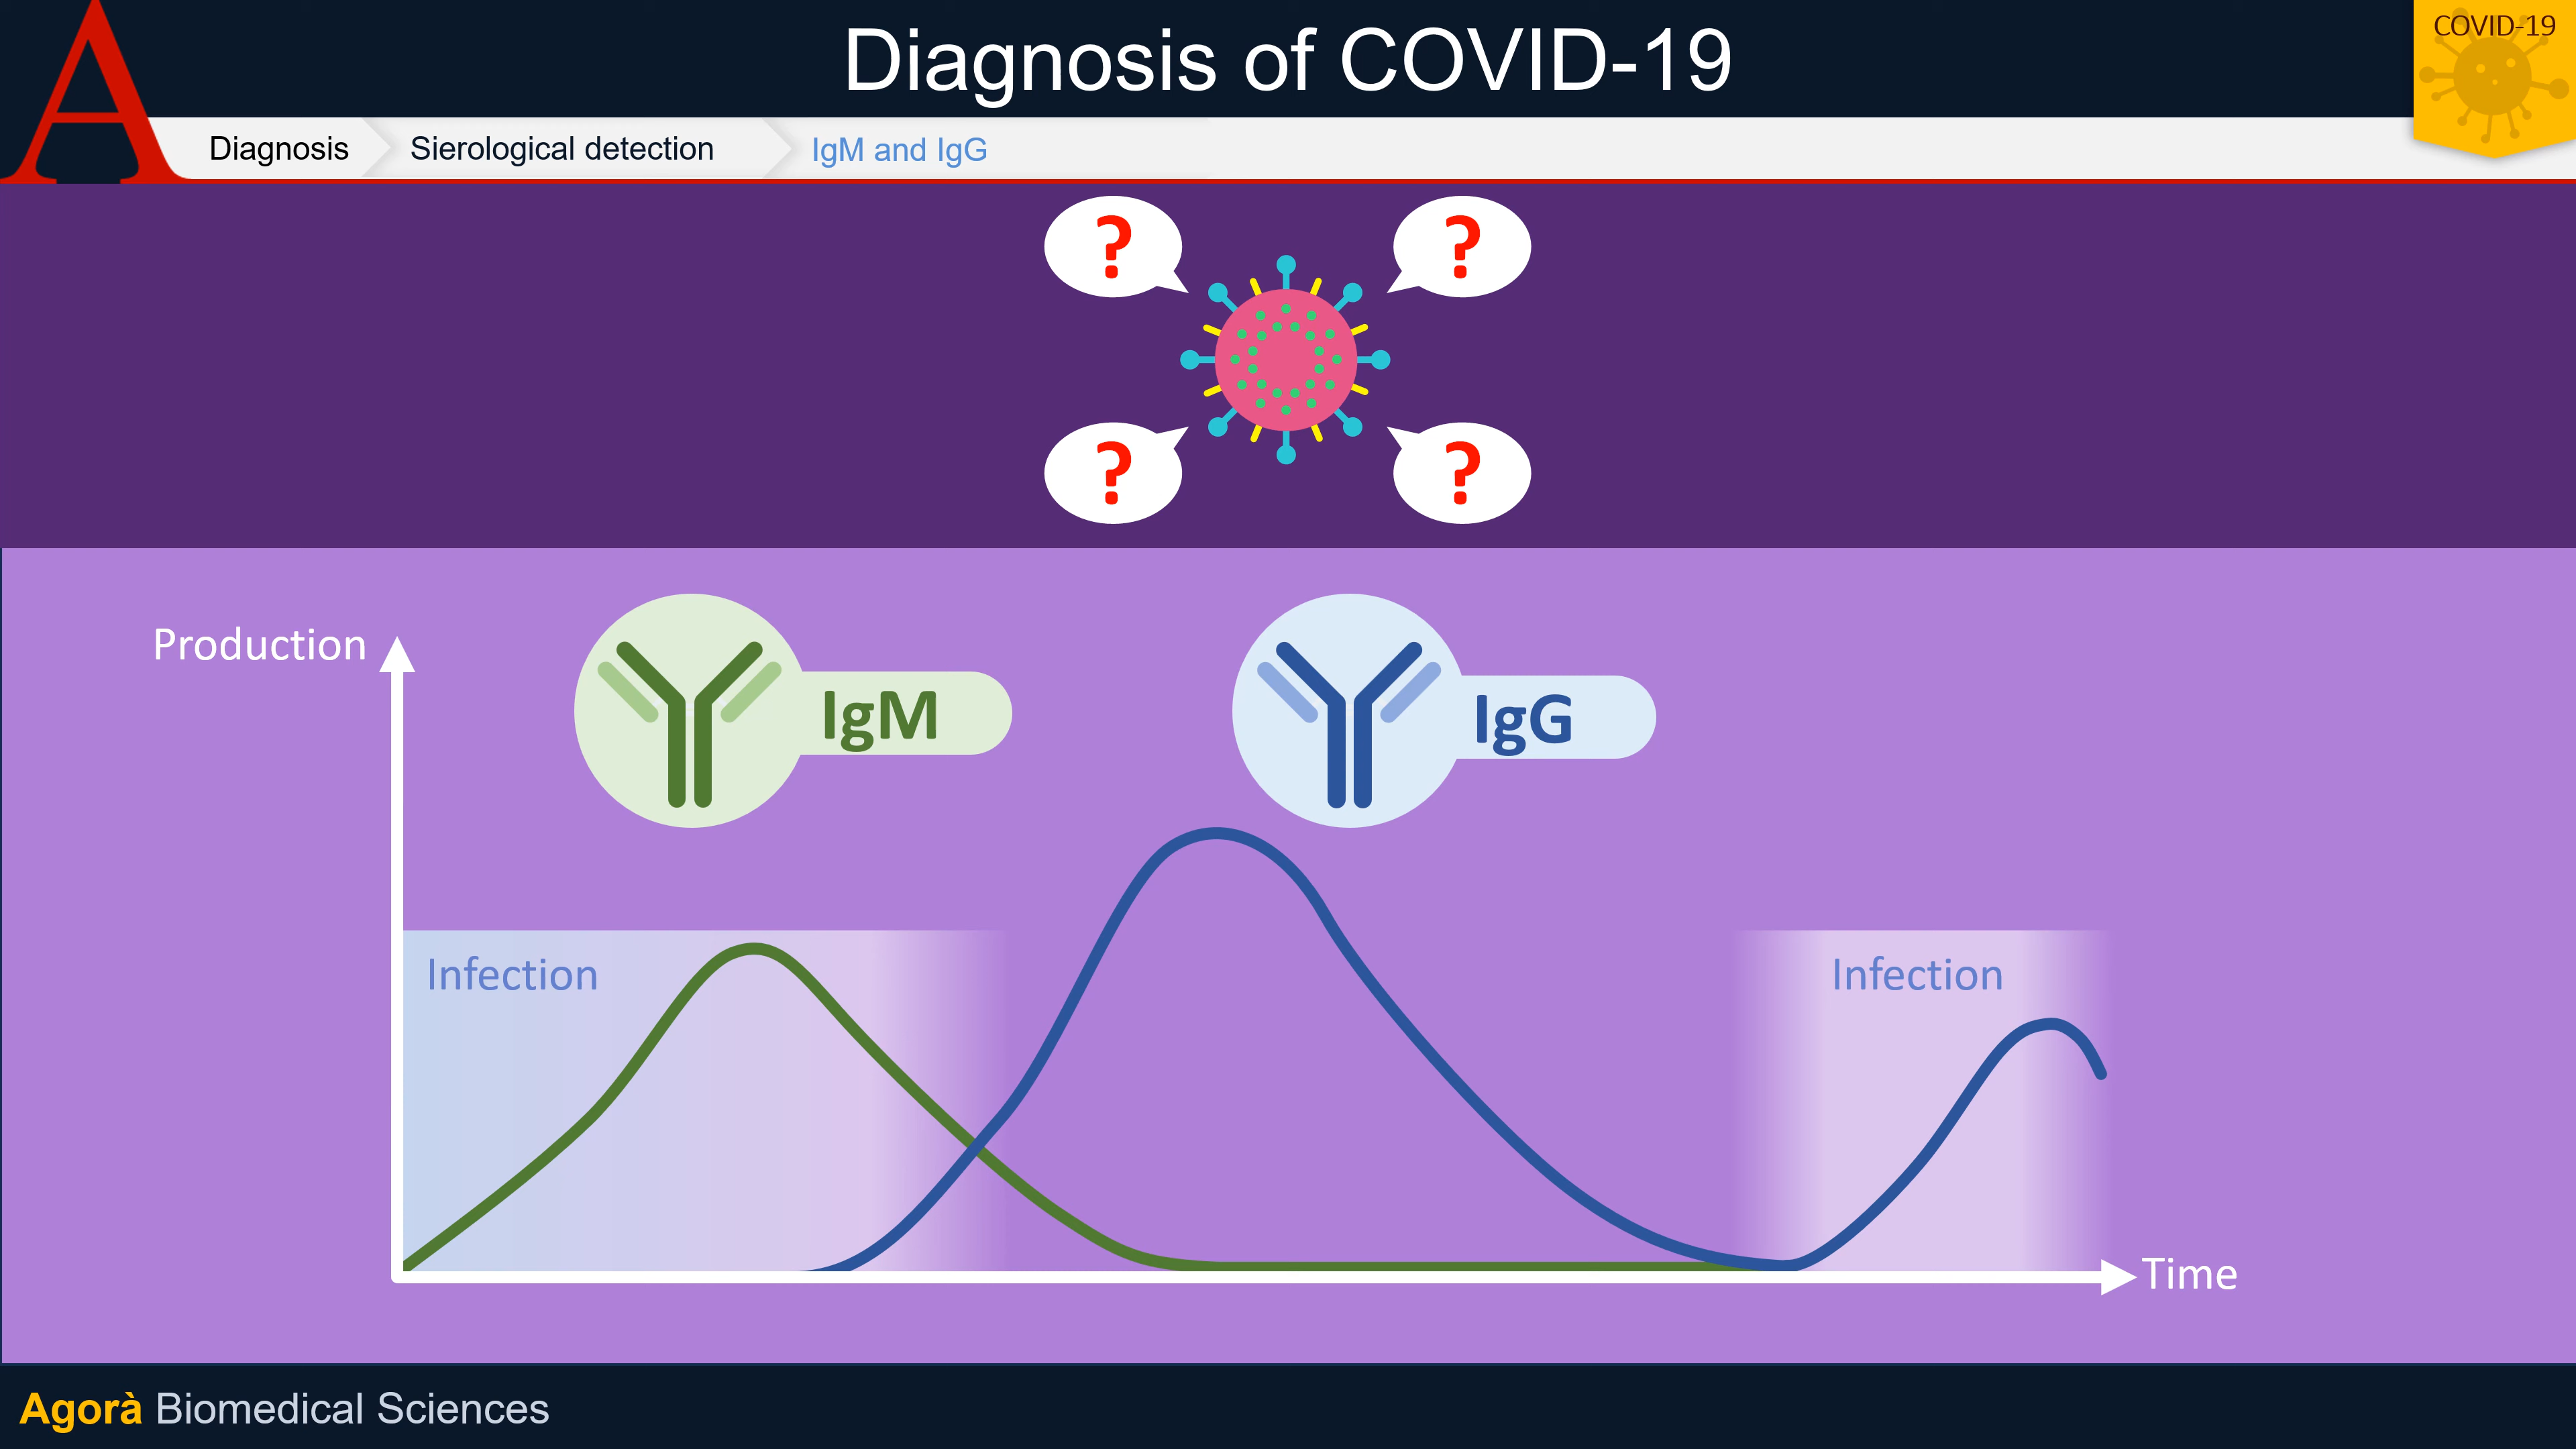 Diagnosis of COVID-19
COVID-19
A
Diagnosis
Sierological detection
IgM and IgG
?
?
?
?
Production
IgM
IgG
Infection
Infection
Time
Agorà Biomedical Sciences